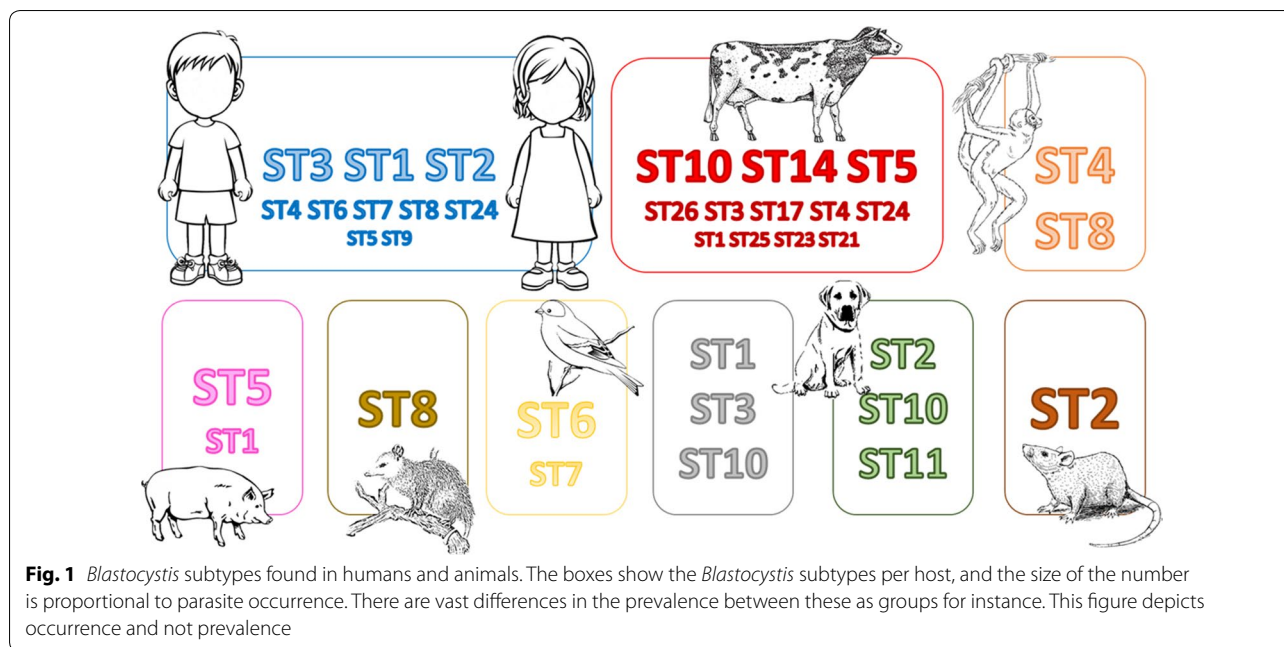 ST3 ST1 ST2
ST4 ST6 ST7 ST8 ST24
ST5 ST9
ST10 ST14 ST5
ST26 ST3 ST17 ST4 ST24
ST1 ST25 ST23 ST21
ST4
ST8
ST5
ST1
ST8
ST6
ST7
ST1
ST3
ST10
ST2
ST10
ST11
ST2
Fig. 1 Blastocystis subtypes found in humans and animals. The boxes show the Blastocystis subtypes per host, and the size of the number
is proportional to parasite occurrence. There are vast differences in the prevalence between these as groups for instance. This figure depicts
occurrence and not prevalence